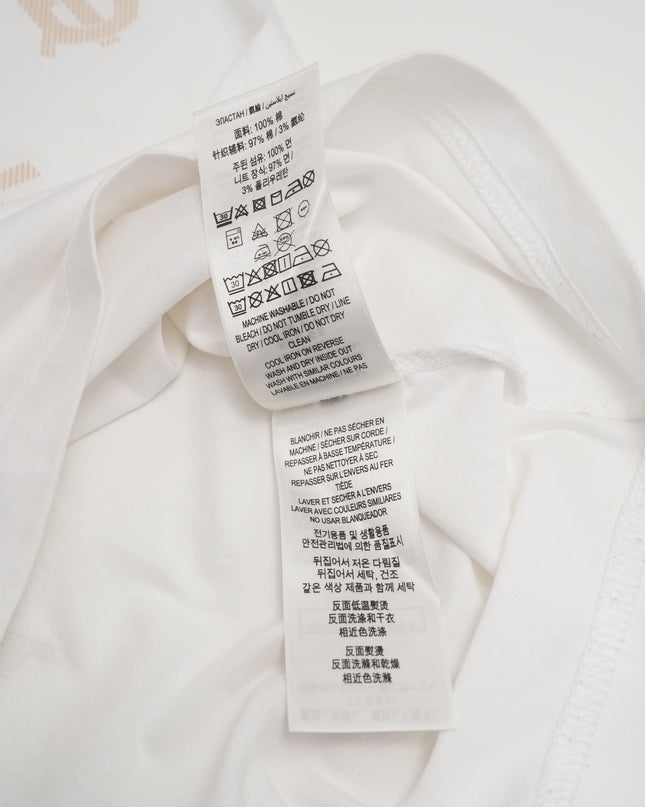 ЭЛАСТАН / 氨綸 / نسيج إيلاستين
面料: 100% 棉
针织辅料: 97% 棉 / 3% 氨纶
주된 섬유: 100% 면
니트 장식: 97% 면 /
3% 폴리우레탄
30
30
30
MACHINE WASHABLE / DO NOT
BLEACH / DO NOT TUMBLE DRY / LINE
DRY / COOL IRON / DO NOT DRY
CLEAN
COOL IRON ON REVERSE
WASH AND DRY INSIDE OUT
WASH WITH SIMILAR COLOURS
LAVABLE EN MACHINE / NE PAS
BLANCHIR / NE PAS SÉCHER EN
MACHINE / SÉCHER SUR CORDE /
REPASSER À BASSE TEMPÉRATURE /
NE PAS NETTOYER À SEC
REPASSER SUR L'ENVERS AU FER
TIÈDE
LAVER ET SECHER A L'ENVERS
LAVER AVEC COULEURS SIMILIARES
NO USAR BLANQUEADOR
전기용품 및 생활용품
안전관리법에 의한 품질표시
뒤집어서 저온 다림질
뒤집어서 세탁, 건조
같은 색상 제품과 함께 세탁
反面低温熨烫
反面洗涤和干衣
相近色洗涤
反面熨燙
反面洗滌和乾燥
相近色洗滌